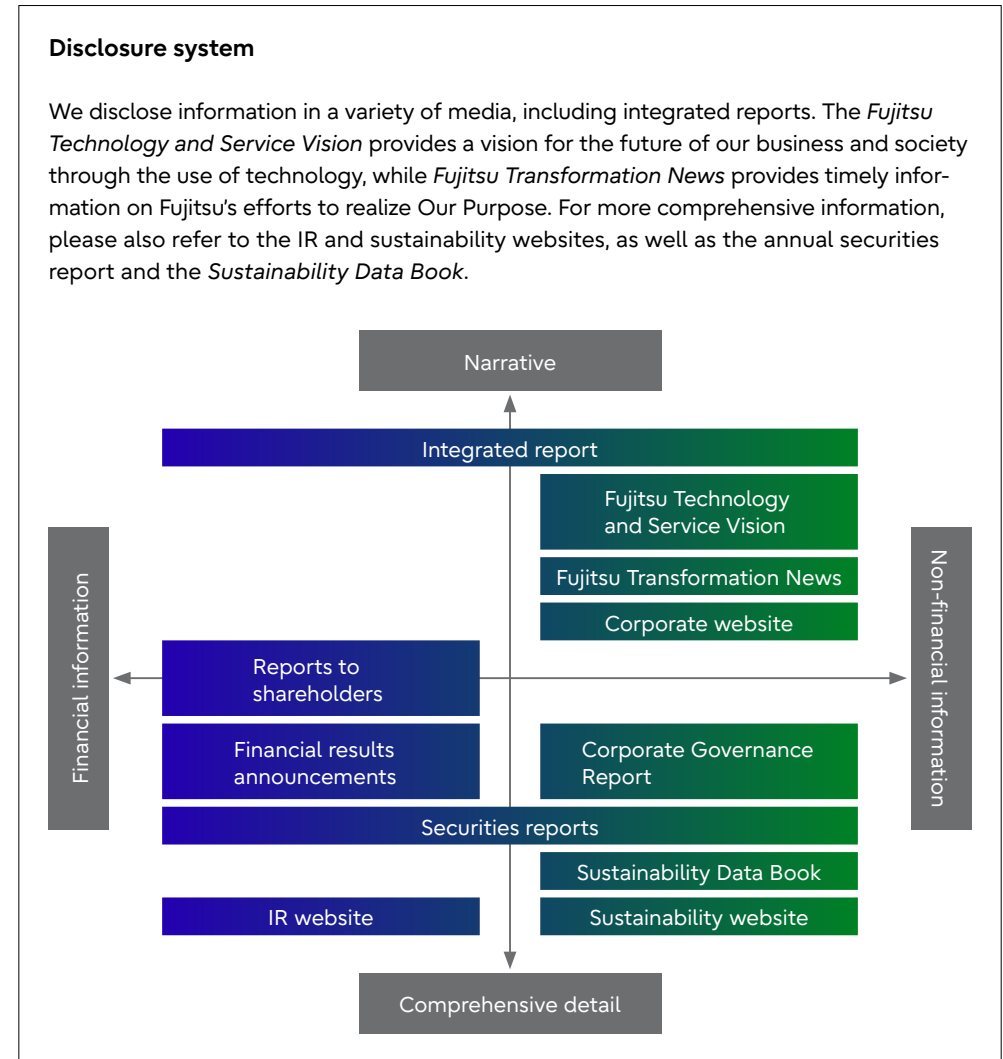 Disclosure system
We disclose information in a variety of media, including integrated reports. The Fujitsu
Technology and Service Vision provides a vision for the future of our business and society
through the use of technology, while Fujitsu Transformation News provides timely infor-
mation on Fujitsu's efforts to realize Our Purpose. For more comprehensive information,
please also refer to the IR and sustainability websites, as well as the annual securities
report and the Sustainability Data Book.
Narrative
Integrated report
Fujitsu Technology
and Service Vision
Fujitsu Transformation News
Corporate website
Financial information
Non-financial information
Reports to
shareholders
Financial results
announcements
Corporate Governance
Report
Securities reports
Sustainability Data Book
IR website
Sustainability website
Comprehensive detail